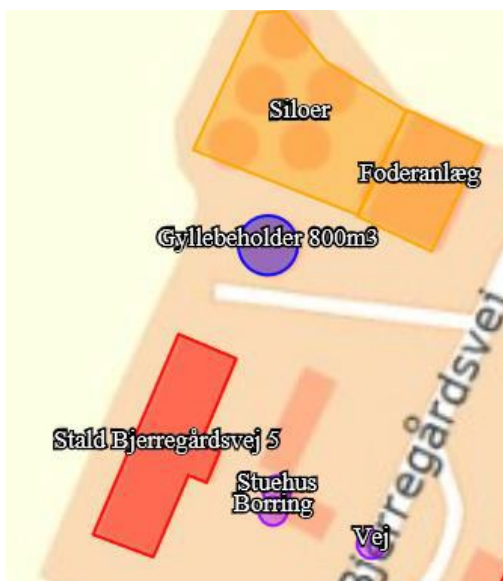 Siloer
Foderanlæg
Gyllebeholder 800m3
Bjerregårdsvej
Stald Bjerregårdsvej 5
Stuehus
Borring
Vej